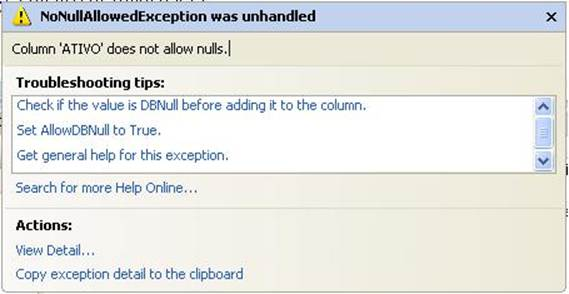 NoNullAllowedException was unhandled
Column 'ATIVO' does not allow nulls.
Troubleshooting tips:
Check if the value is DBNull before adding it to the column.
Set AllowDBNull to True.
Get general help for this exception.
Search for more Help Online...
Actions:
View Detail...
Copy exception detail to the clipboard